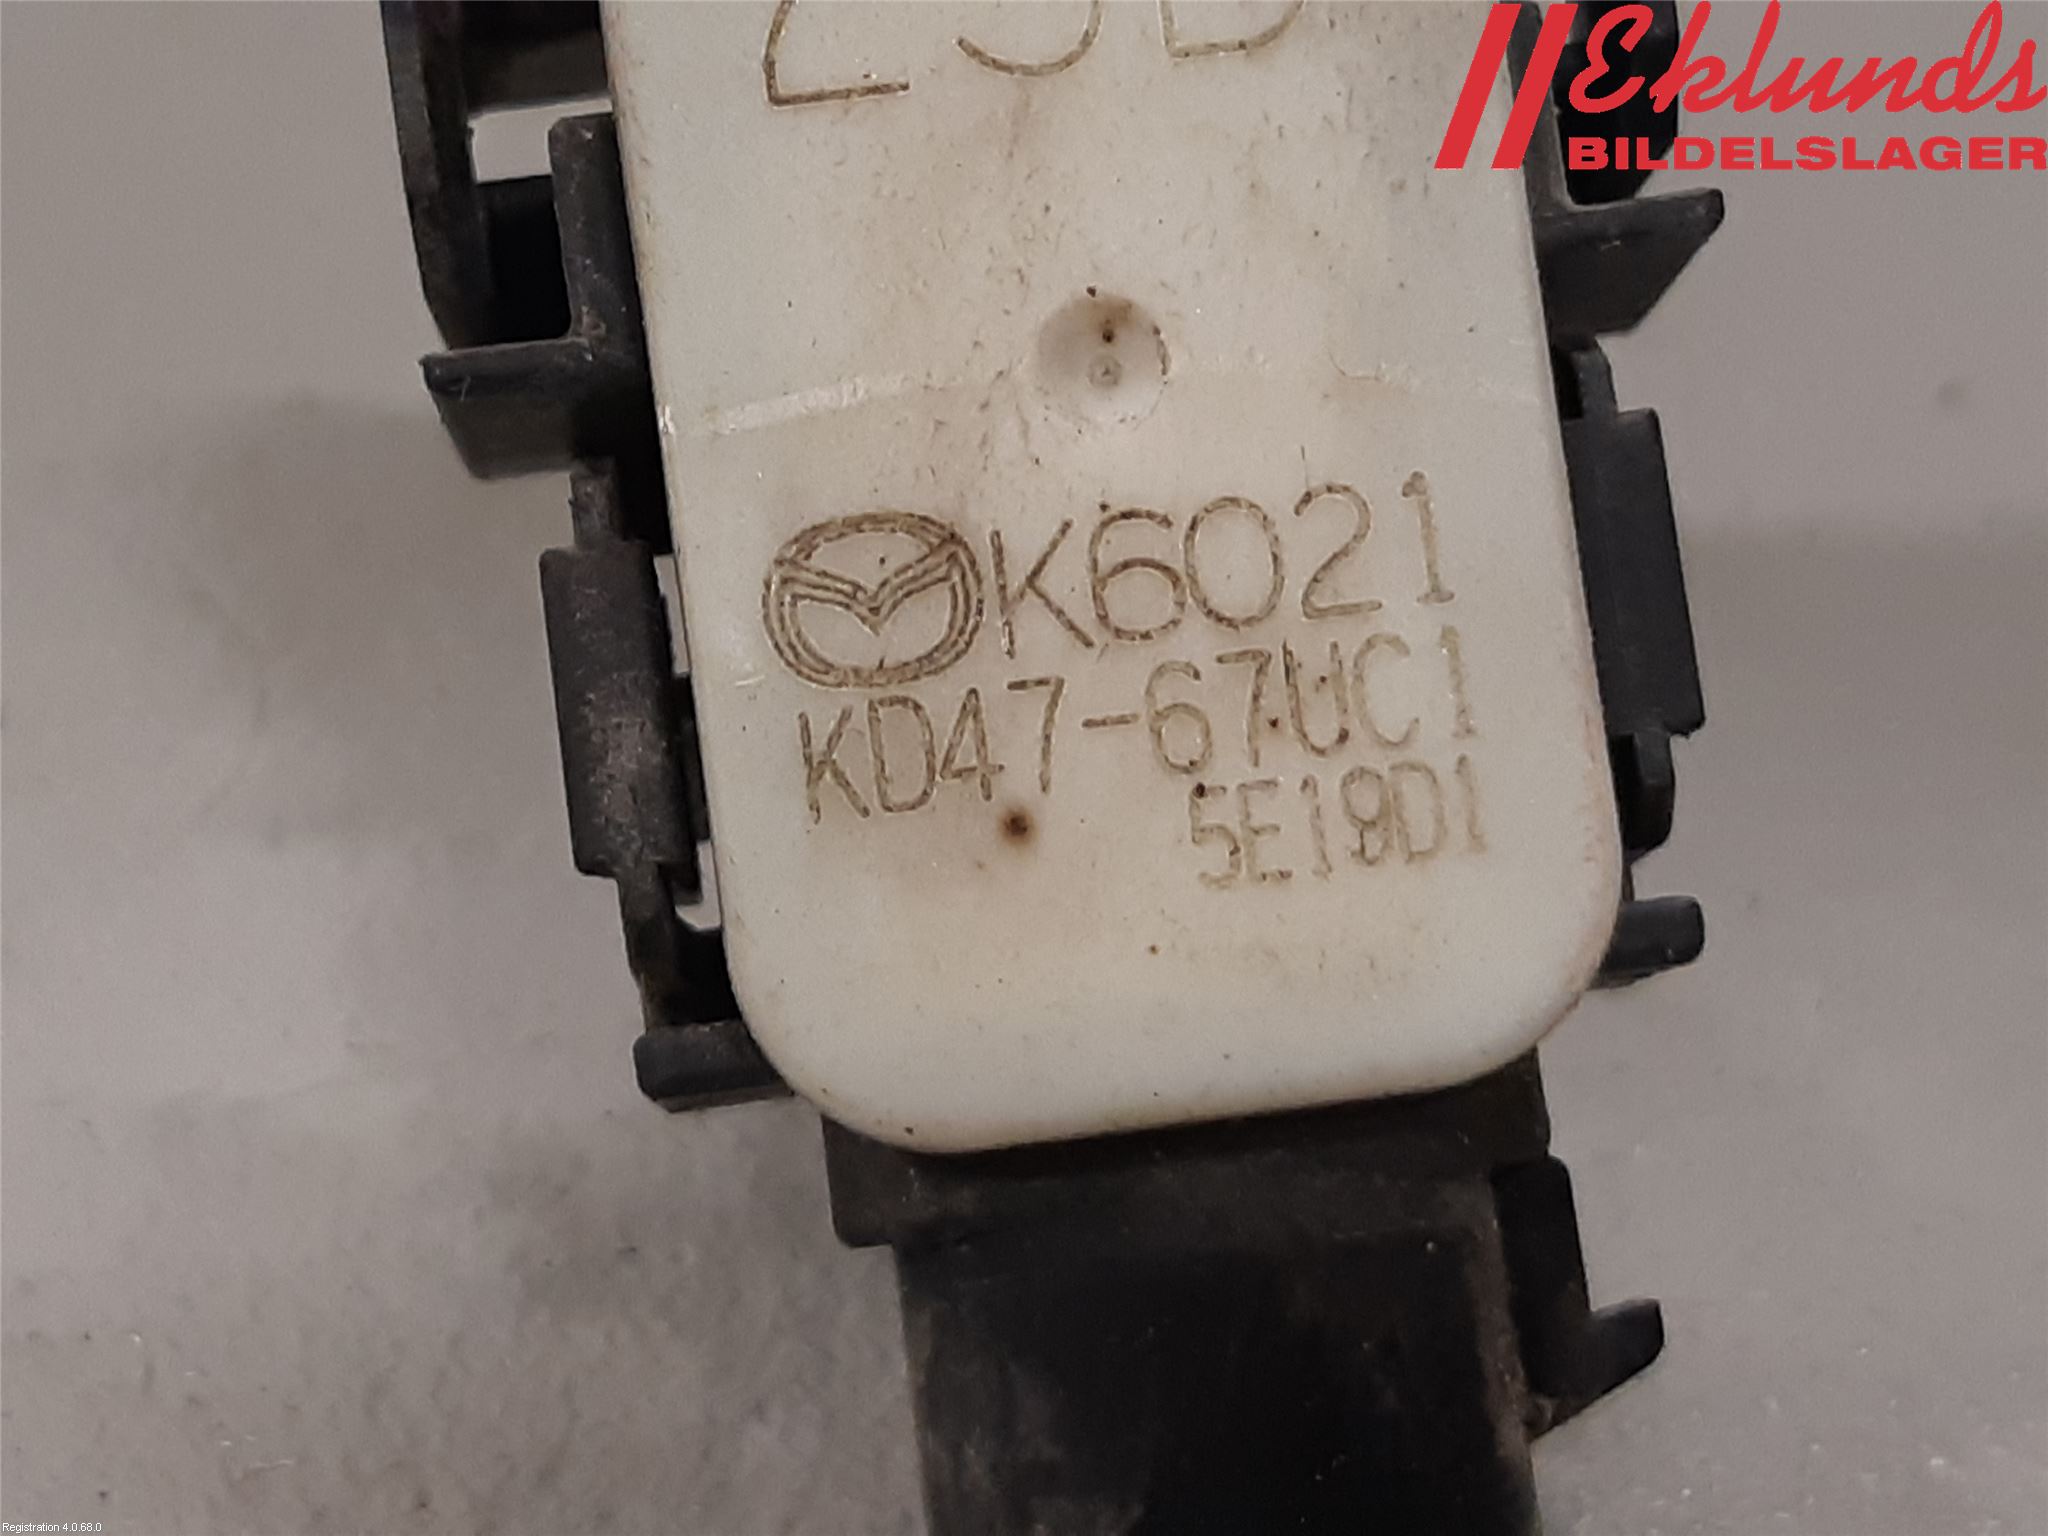 Eklunds
BILDELSLAGER
K6021
KD47-67UC1
5E19D1
Registration 4.0.68.0